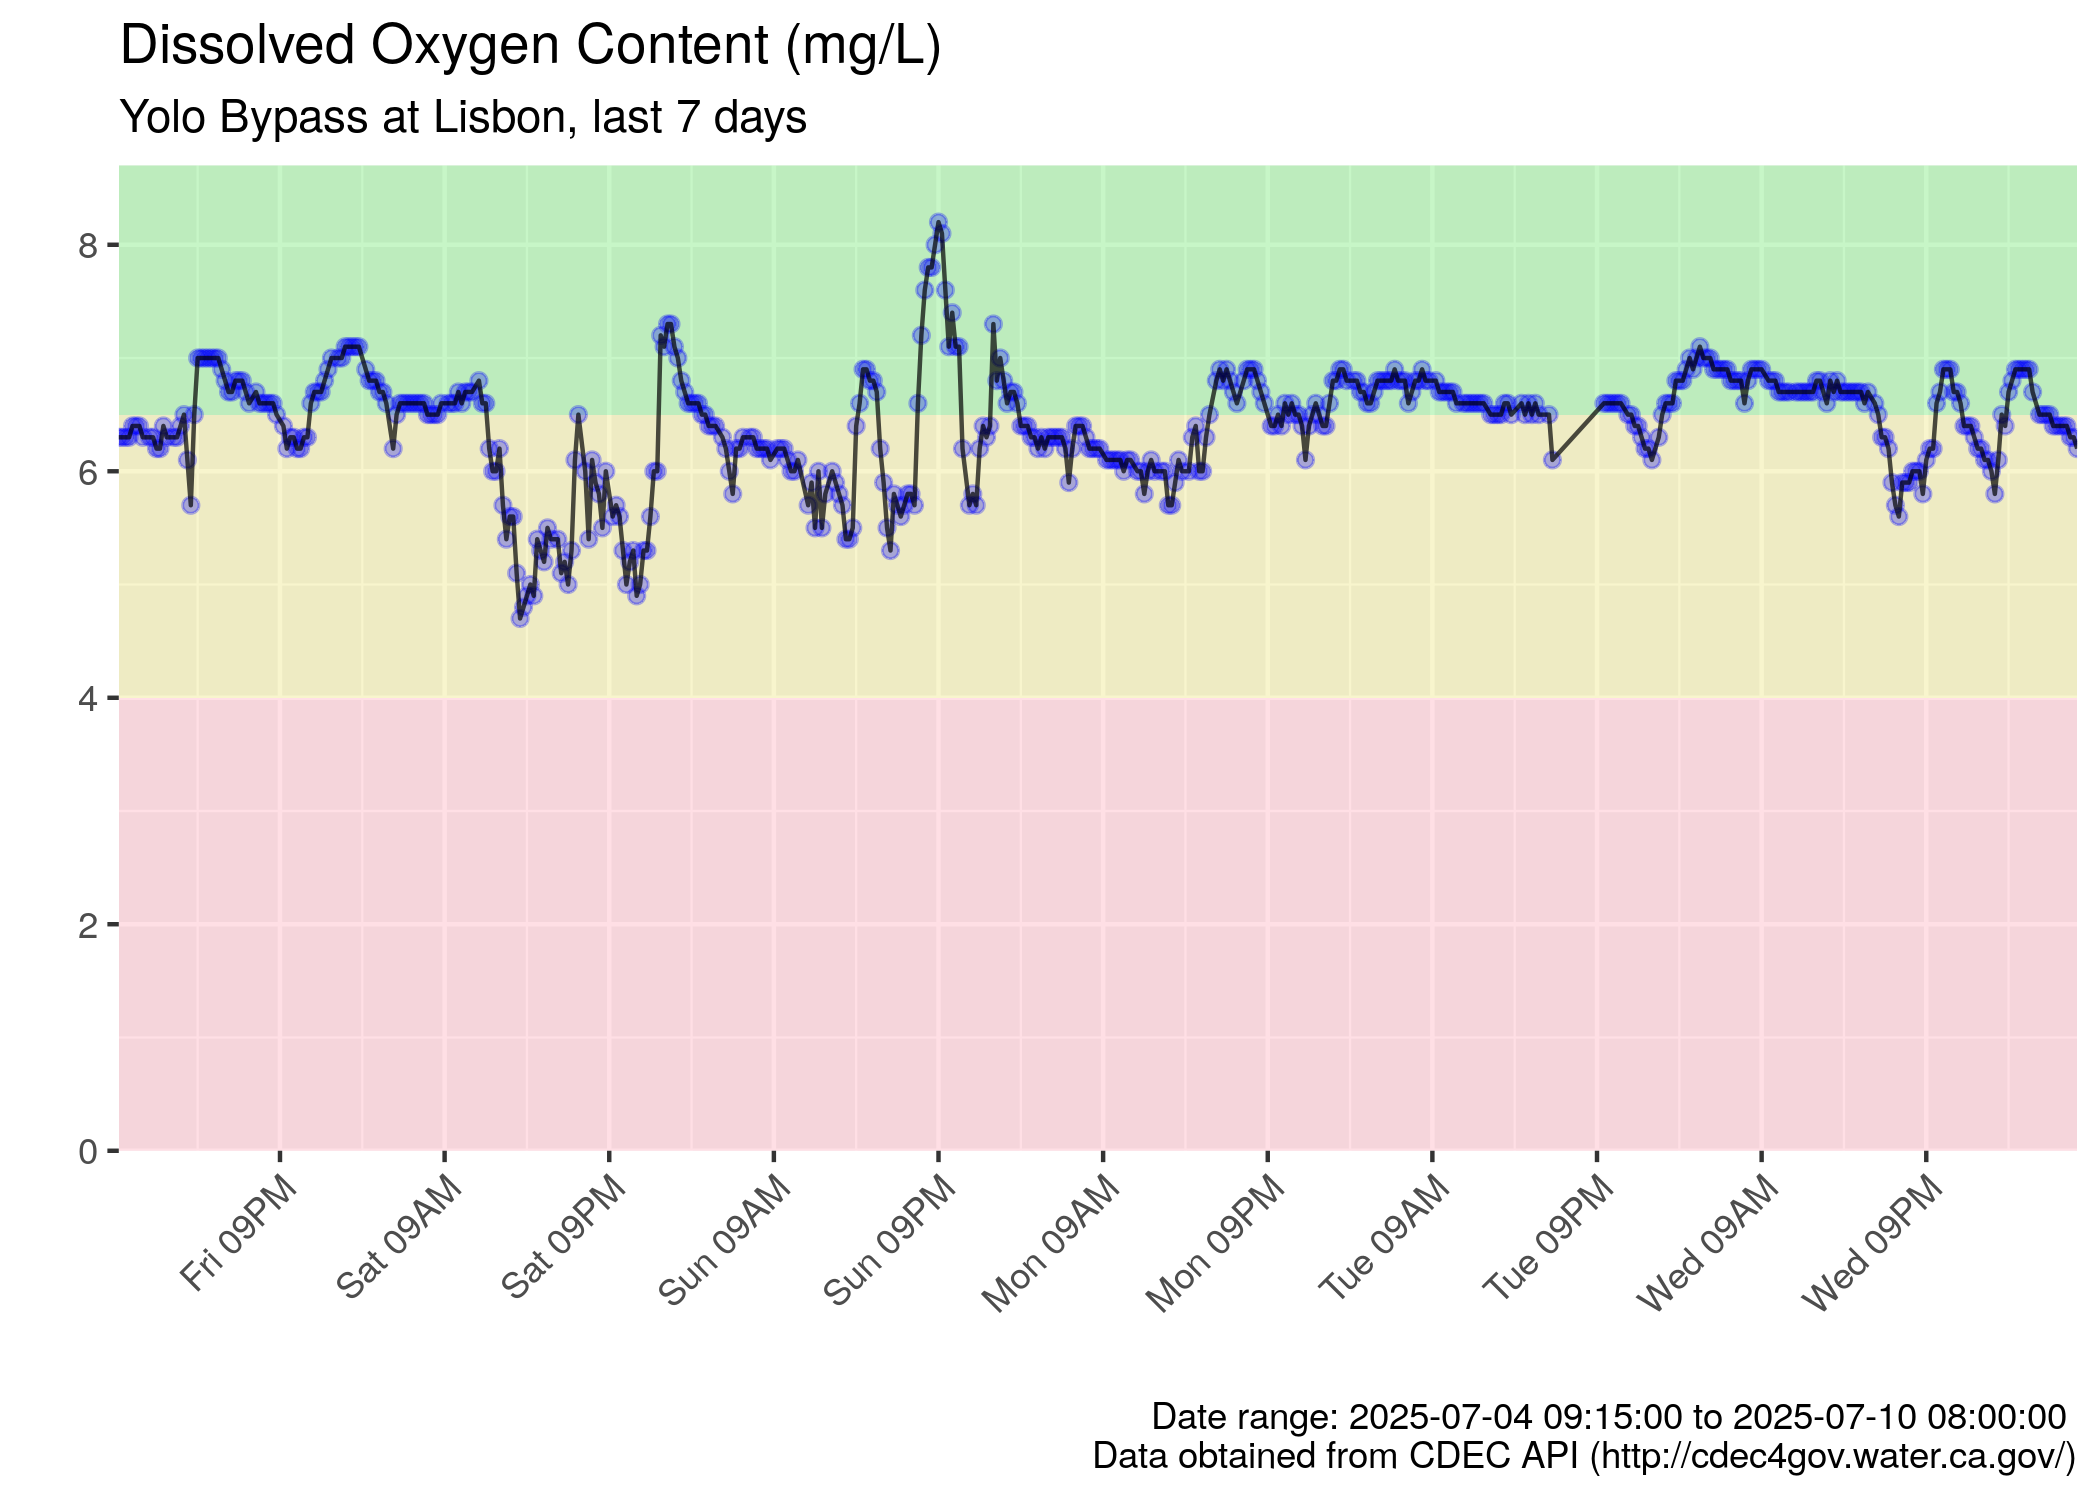 Dissolved Oxygen Content (mg/L)
Yolo Bypass at Lisbon, last 7 days
8
6
4
2
0
Fri 09PM
Sat 09AM
Sat 09PM
Sun 09AM
Sun 09PM
Mon 09AM
Mon 09PM
Tue 09AM
Tue 09PM
Wed 09AM
Wed 09PM
Date range: 2025-07-04 09:15:00 to 2025-07-10 08:00:00
Data obtained from CDEC API (http://cdec4gov.water.ca.gov/)